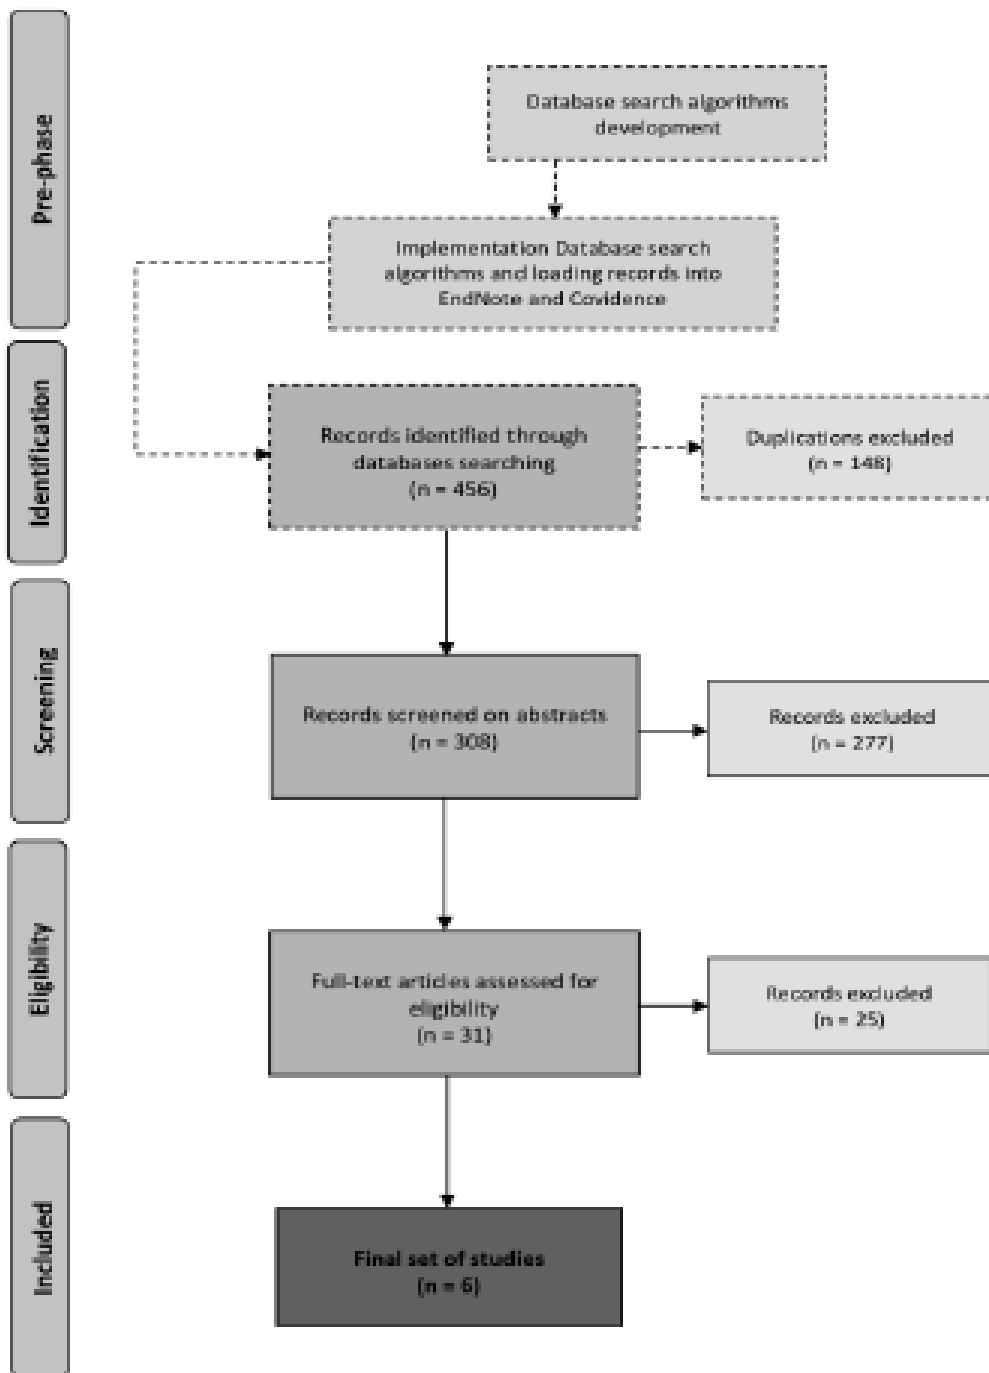 Pre-phase
Database search algorithms
development
Implementation Database search
algorithms and loading records into
EndNote and Covidence
Identification
Records identified through
databases searching
(n = 456)
Duplications excluded
(n = 148)
Screening
Records screened on abstracts
(n = 308)
Records excluded
(n = 277)
Eligibility
Full-text articles assessed for
eligibility
(n = 31)
Records excluded
(n = 25)
Included
Final set of studies
(n = 6)